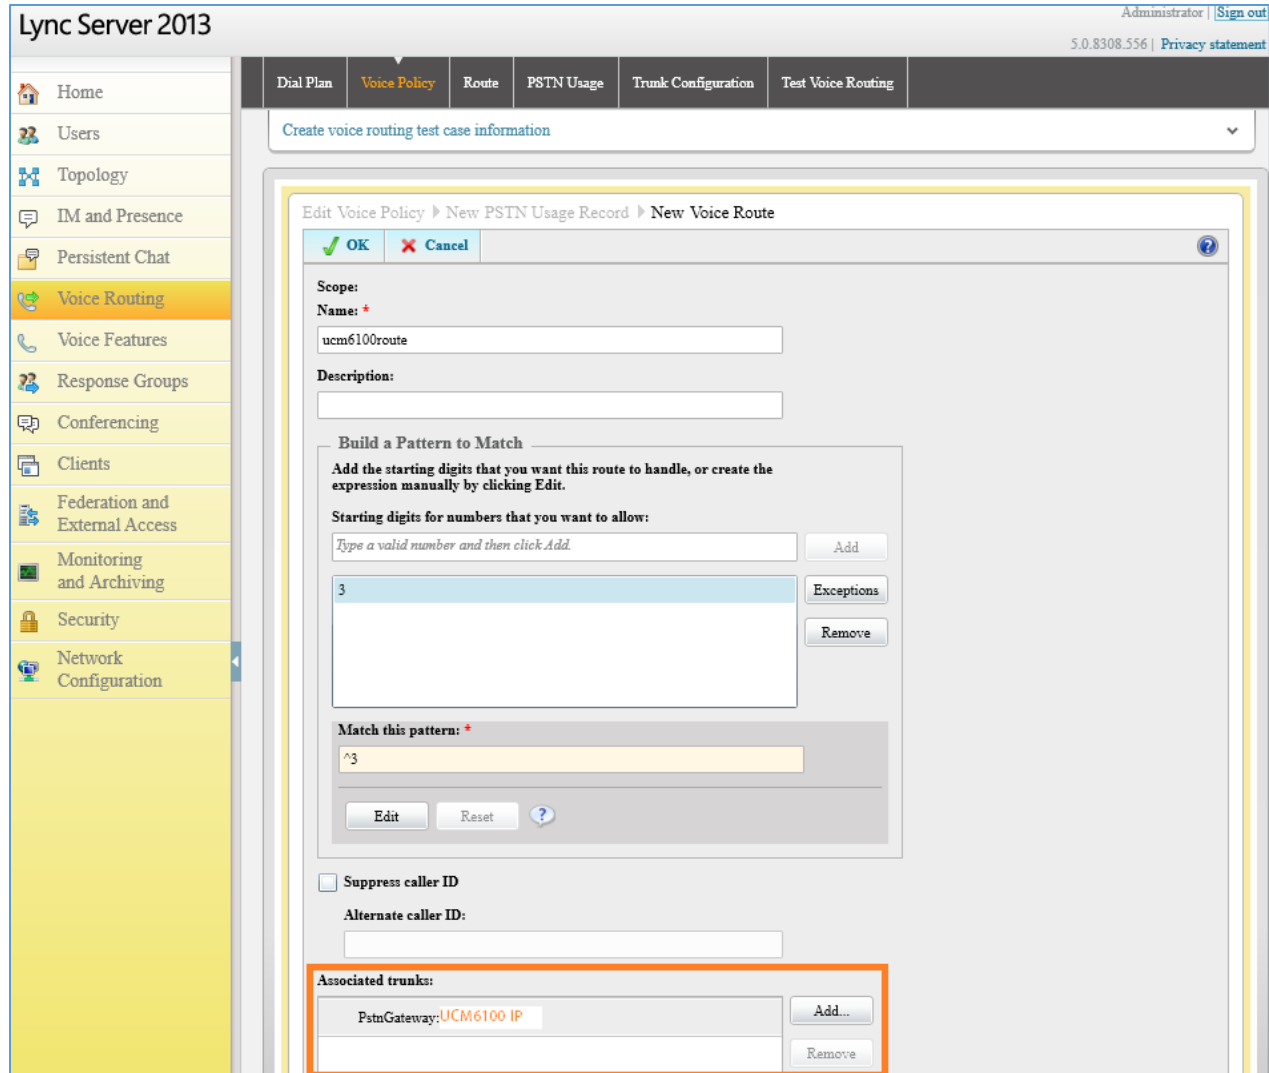 Lync Server 2013
Administrator | Sign out
5.0.8308.556 | Privacy statement
Home
Users
Topology
IM and Presence
Persistent Chat
Voice Routing
Voice Features
Response Groups
Conferencing
Clients
Federation and
External Access
Monitoring
and Archiving
Security
Network
Configuration
Dial Plan Voice Policy Route PSTN Usage Trunk Configuration Test Voice Routing
Create voice routing test case information
Edit Voice Policy New PSTN Usage Record New Voice Route
OK Cancel
?
Scope:
Name: *
ucm6100route
Description:
Build a Pattern to Match
Add the starting digits that you want this route to handle, or create the
expression manually by clicking Edit.
Starting digits for numbers that you want to allow:
Type a valid number and then click Add. Add
3 Exceptions
Remove
Match this pattern: *
^3
Edit Reset ?
Suppress caller ID
Alternate caller ID:
Associated trunks:
PstnGateway:UCM6100 IP Add...
Remove